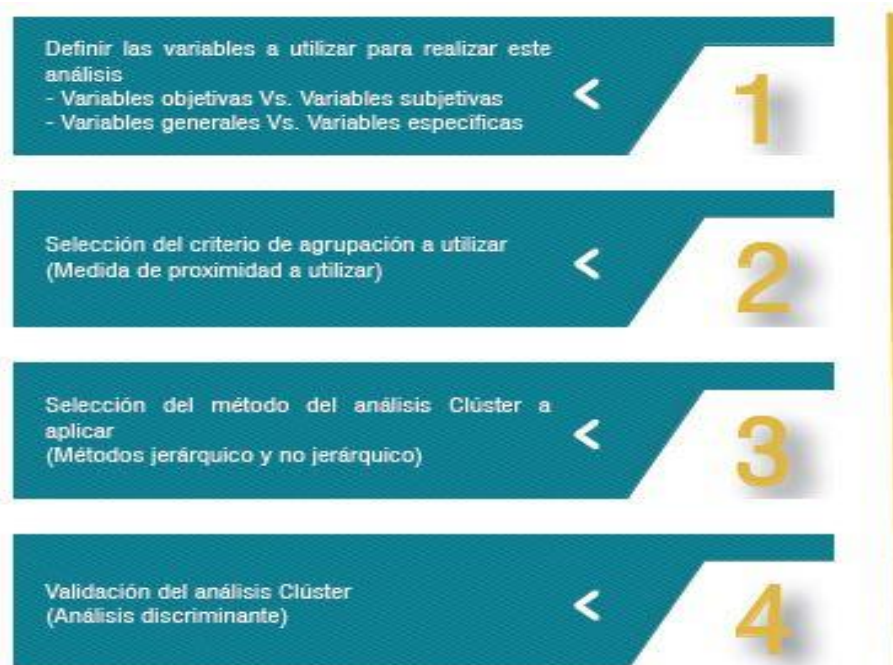 Definir las variables a utilizar para realizar este
análisis
- Variables objetivas Vs. Variables subjetivas
- Variables generales Vs. Variables específicas
1
Selección del criterio de agrupación a utilizar
(Medida de proximidad a utilizar)
2
Selección del método del análisis Clúster a
aplicar
(Métodos jerárquico y no jerárquico)
3
Validación del análisis Clúster
(Análisis discriminante)
4